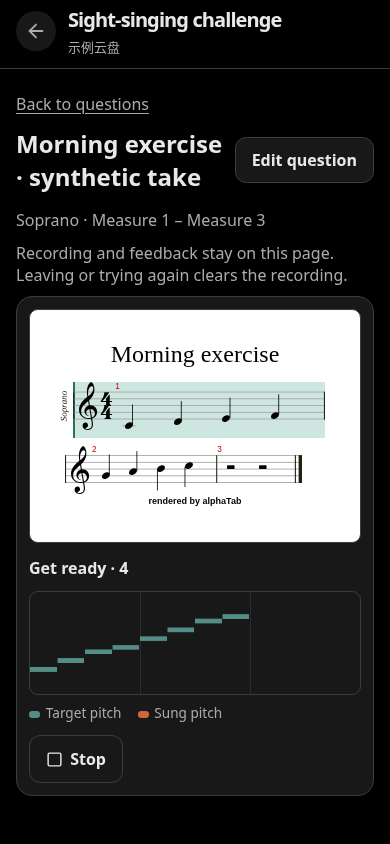 Sight-singing challenge
示例云盘
Back to questions
Morning exercise
· synthetic take
Edit question
Soprano · Measure 1 – Measure 3
Recording and feedback stay on this page.
Leaving or trying again clears the recording.
Morning exercise
Soprano
1
4
4
2
3
rendered by alphaTab
Get ready · 4
Target pitch
Sung pitch
Stop